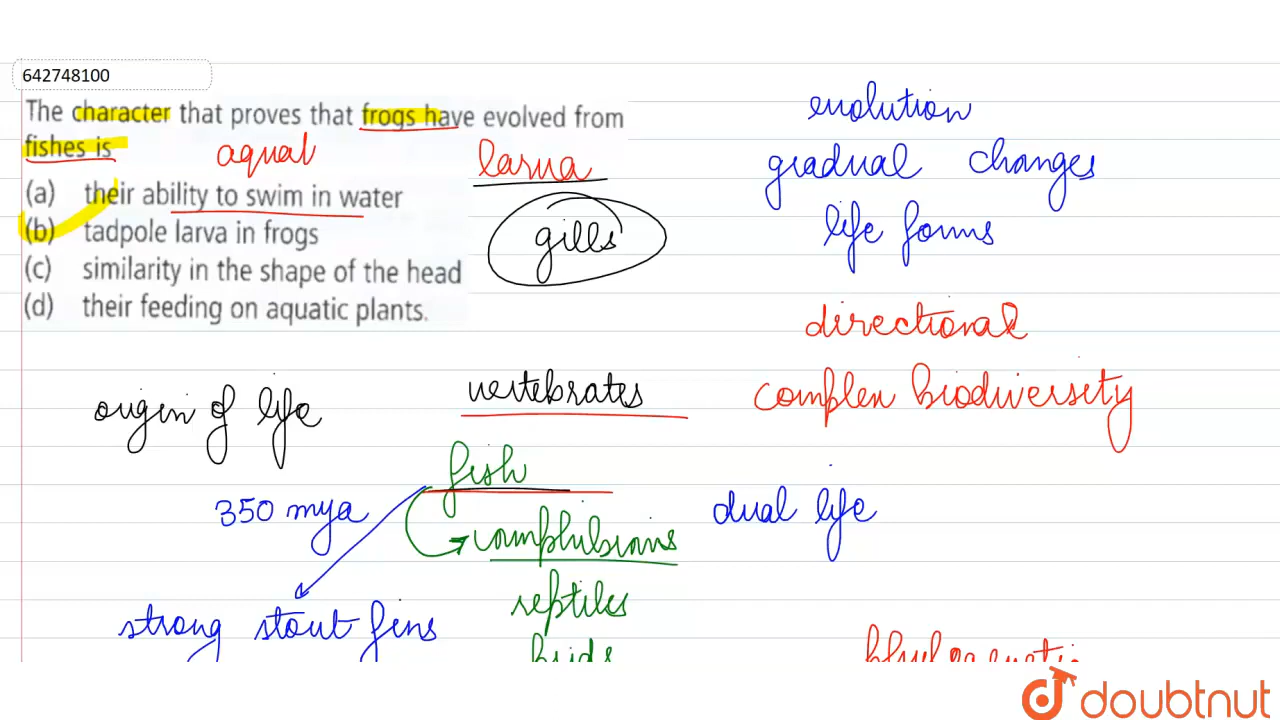 642748100
The character that proves that frogs have evolved from
fishes is
aquat
larva
(a) their ability to swim in water
(b) tadpole larva in frogs
gills
(c) similarity in the shape of the head
(d) their feeding on aquatic plants.
evolution
gradual changes
life forms
directional
complex biodiversity
origin of life
vertebrates
fish
350 mya
dual life
amphibians
reptiles
strong stout fins
doubtnut